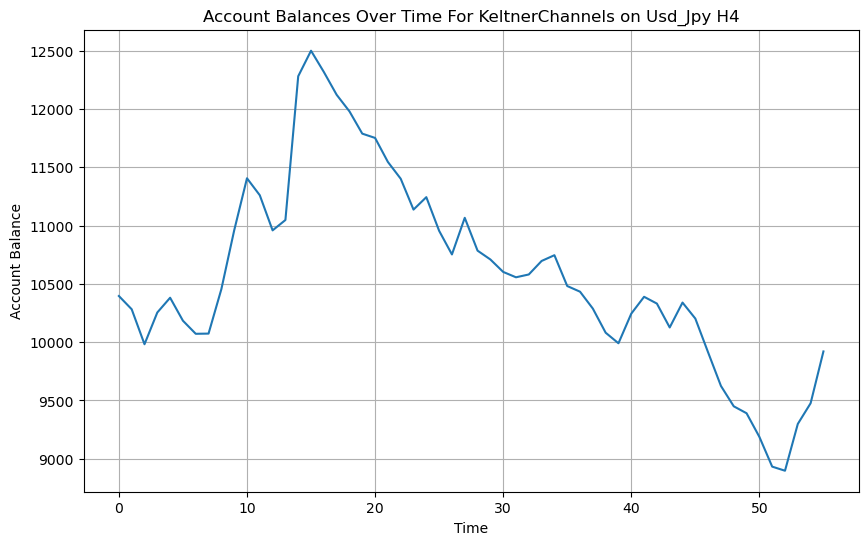 Account Balances Over Time For KeltnerChannels on Usd_Jpy H4
12500
12000
11500
11000
10500
10000
9500
9000
Account Balance
0 10 20 30 40 50
Time